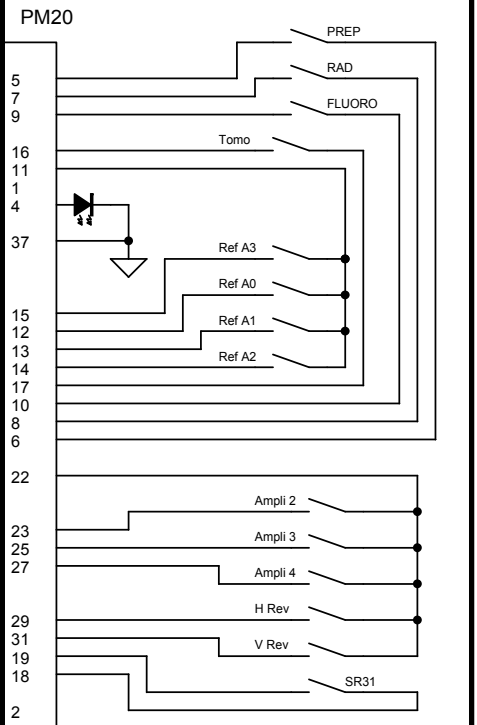 PM20
PREP
RAD
FLUORO
Tomo
5
7
9
16
11
1
4
37
Ref A3
Ref A0
Ref A1
Ref A2
15
12
13
14
17
10
8
6
22
Ampli 2
Ampli 3
Ampli 4
H Rev
V Rev
SR31
23
25
27
29
31
19
18
2